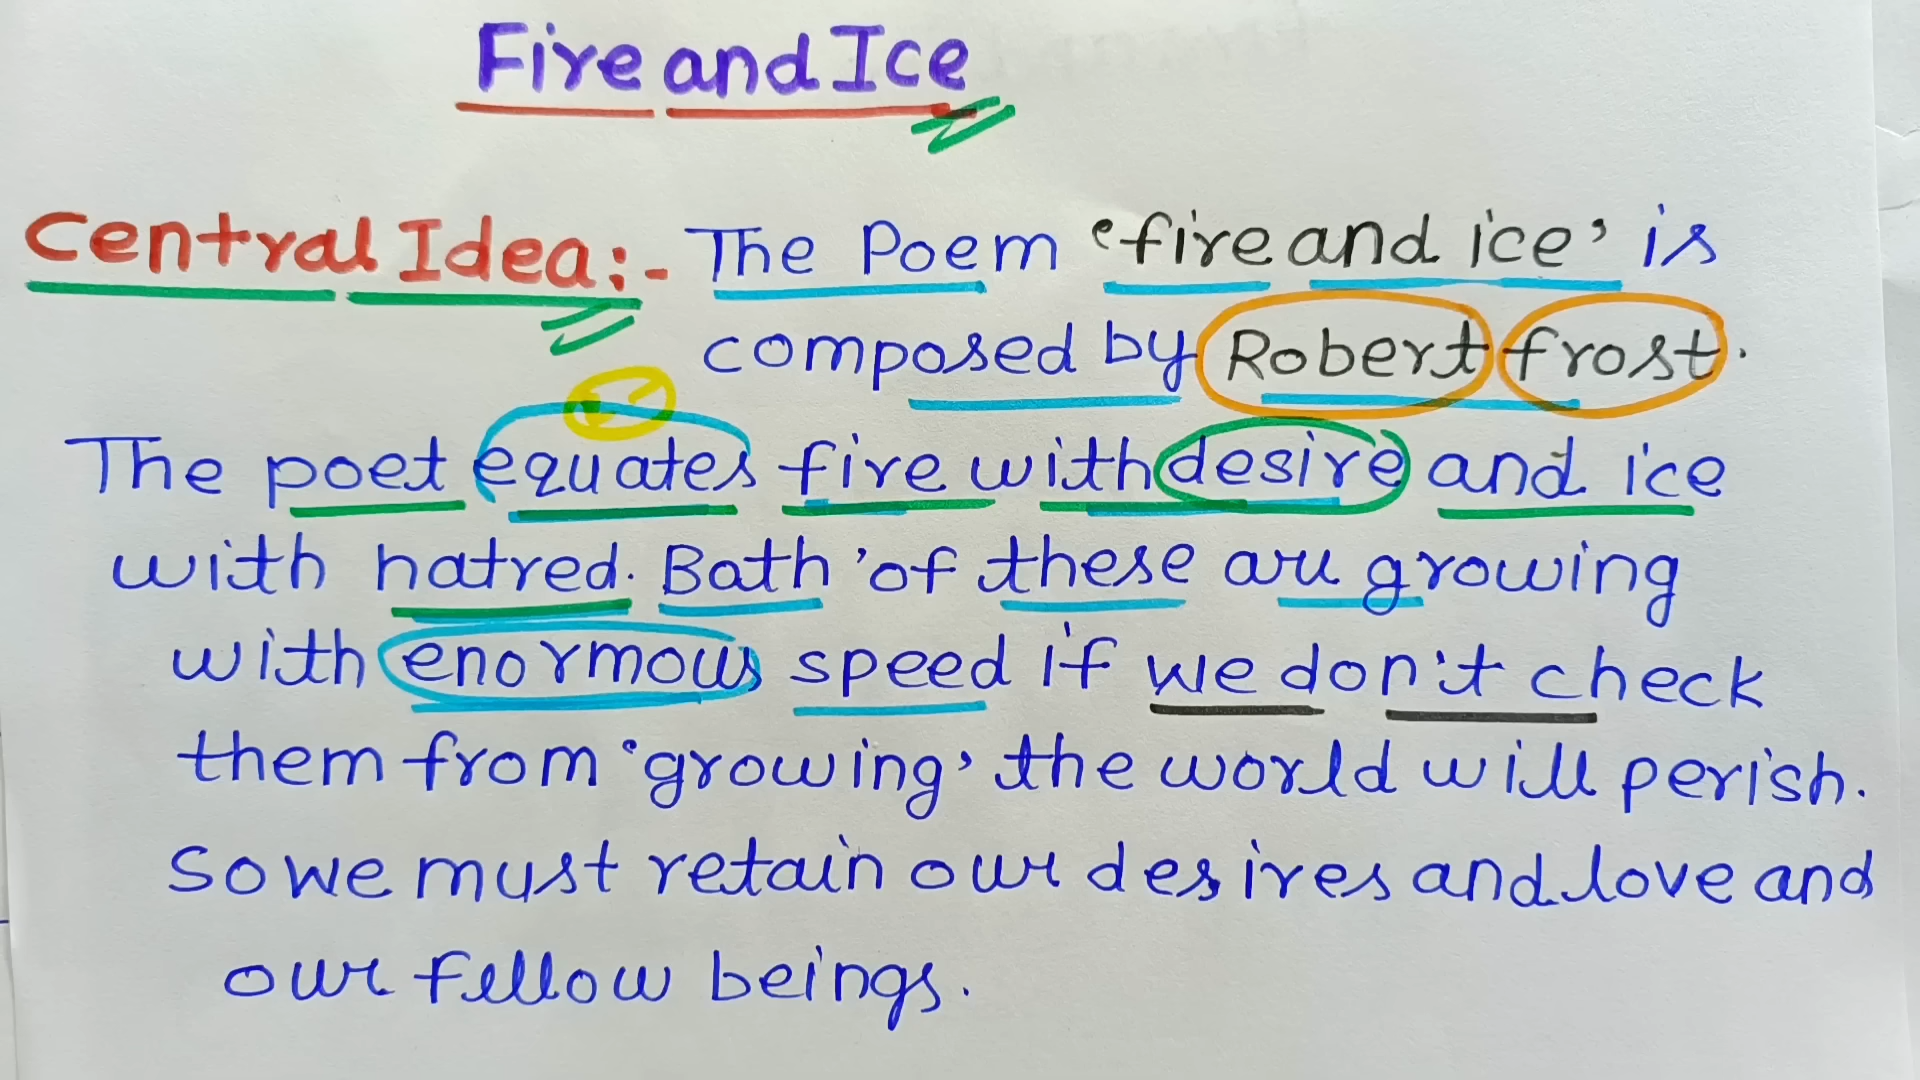 Fire and Ice
Central Idea:- The Poem 'fire and ice' is
composed by Robert frost.
The poet equates fire with desire and ice
with hatred. Bath 'of these are growing
with enormous speed if we don't check
them from 'growing' the world will perish.
So we must retain our desires and love and
our fellow beings.